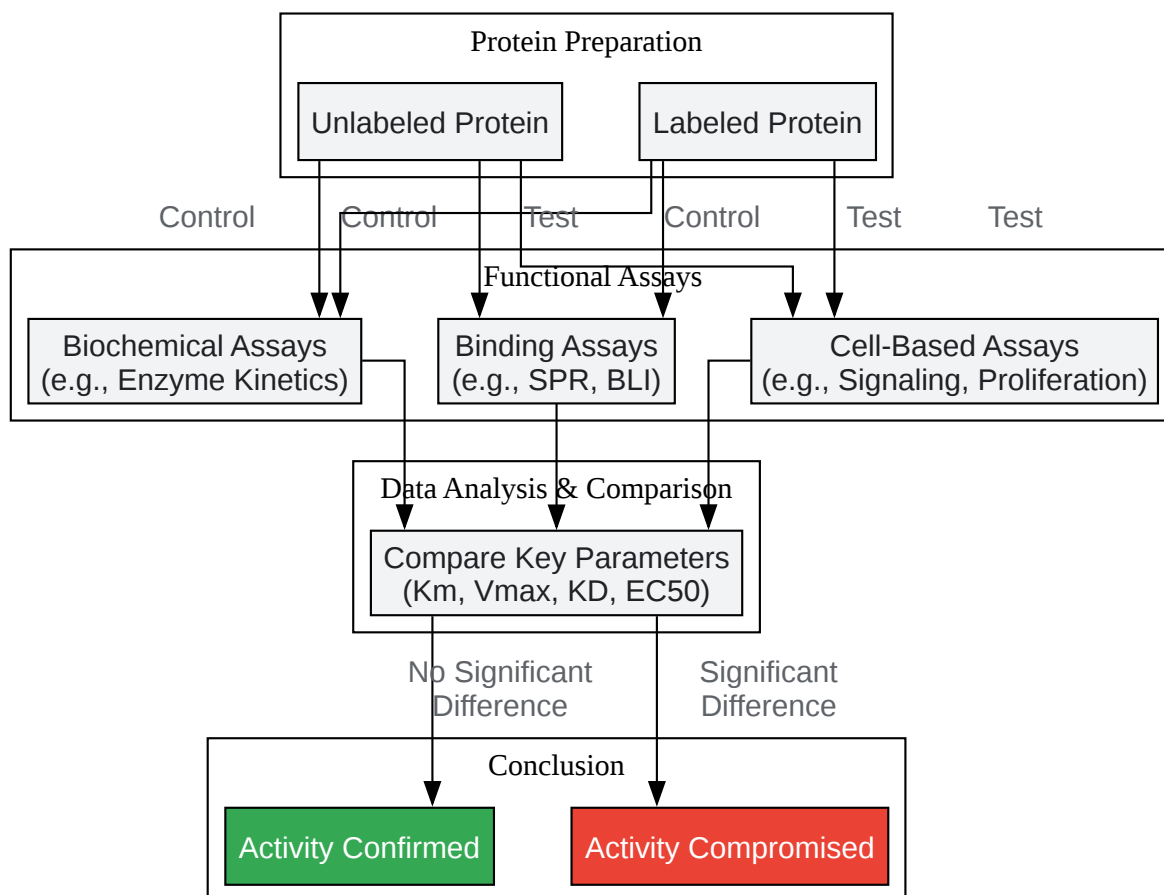 Protein Preparation
Unlabeled Protein
Labeled Protein
Control
Control
Test
Control
Test
Test
Functional Assays
Biochemical Assays
(e.g., Enzyme Kinetics)
Binding Assays
(e.g., SPR, BLI)
Cell-Based Assays
(e.g., Signaling, Proliferation)
Data Analysis & Comparison
Compare Key Parameters
(Km, Vmax, KD, EC50)
No Significant
Difference
Significant
Difference
Conclusion
Activity Confirmed
Activity Compromised